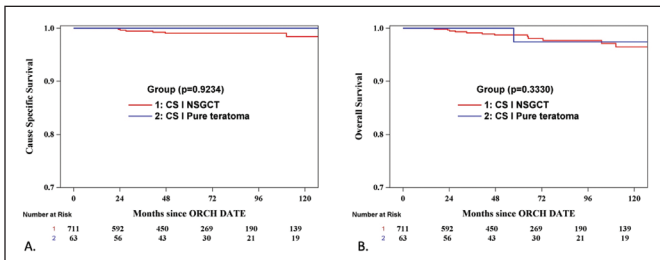 Cause Specific Survival
1.0
0.9
0.8
0.7
Group (p=0.9234)
1: CS I NSGCT
2: CS I Pure teratoma
0 24 48 72 96 120
Number at Risk
Months since ORCH DATE
1 711 592 450 269 190 139
2 63 56 43 30 21 19
A.
Overall Survival
1.0
0.9
0.8
0.7
Group (p=0.3330)
1: CS I NSGCT
2: CS I Pure teratoma
0 24 48 72 96 120
Number at Risk
Months since ORCH DATE
1 711 592 450 269 190 139
2 63 56 43 30 21 19
B.